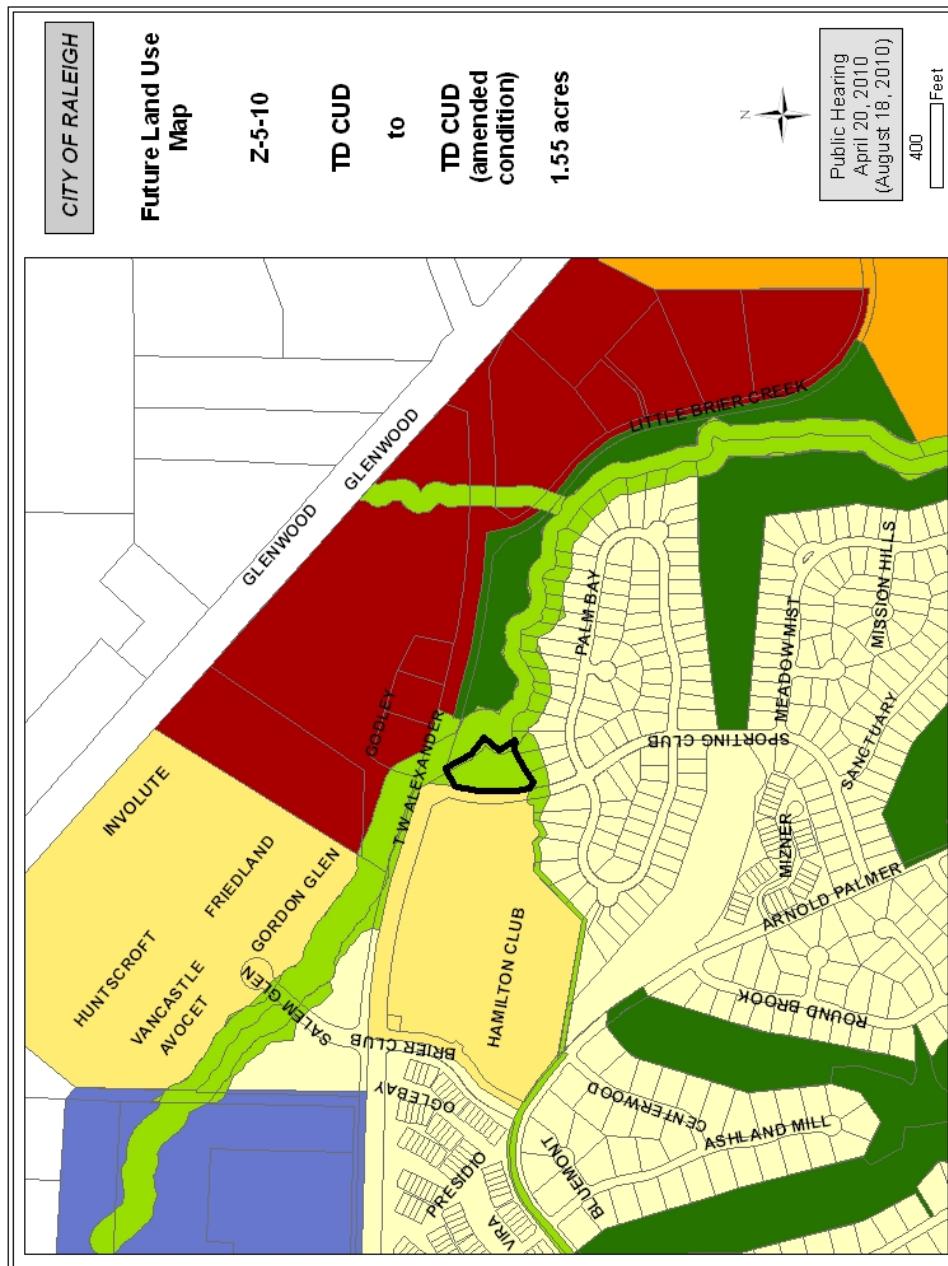 CITY OF RALEIGH
Future Land Use
Map
Z-5-10
TD CUD
to
TD CUD
(amended
condition)
1.55 acres
N
Public Hearing
April 20, 2010
(August 18, 2010)
400
Feet
GLENWOOD
GLENWOOD
INVOLUTE
HUNTSCROFT
FRIEDLAND
VANCASTLE
AVOCET
GORDON GLEN
SALEM GLEN
GODLEY
T W ALEXANDER
LITTLE BRIER CREEK
BRIER CLUB
HAMILTON CLUB
OGLEBAY
PRESIDIO
VIRA
BLUEMONT
CENTERWOOD
ASHLAND MILL
ROUND BROOK
ARNOLD PALMER
MIZNER
SPORTING CLUB
PALM BAY
MEADOWMIST
MISSION HILLS
SANCTUARY